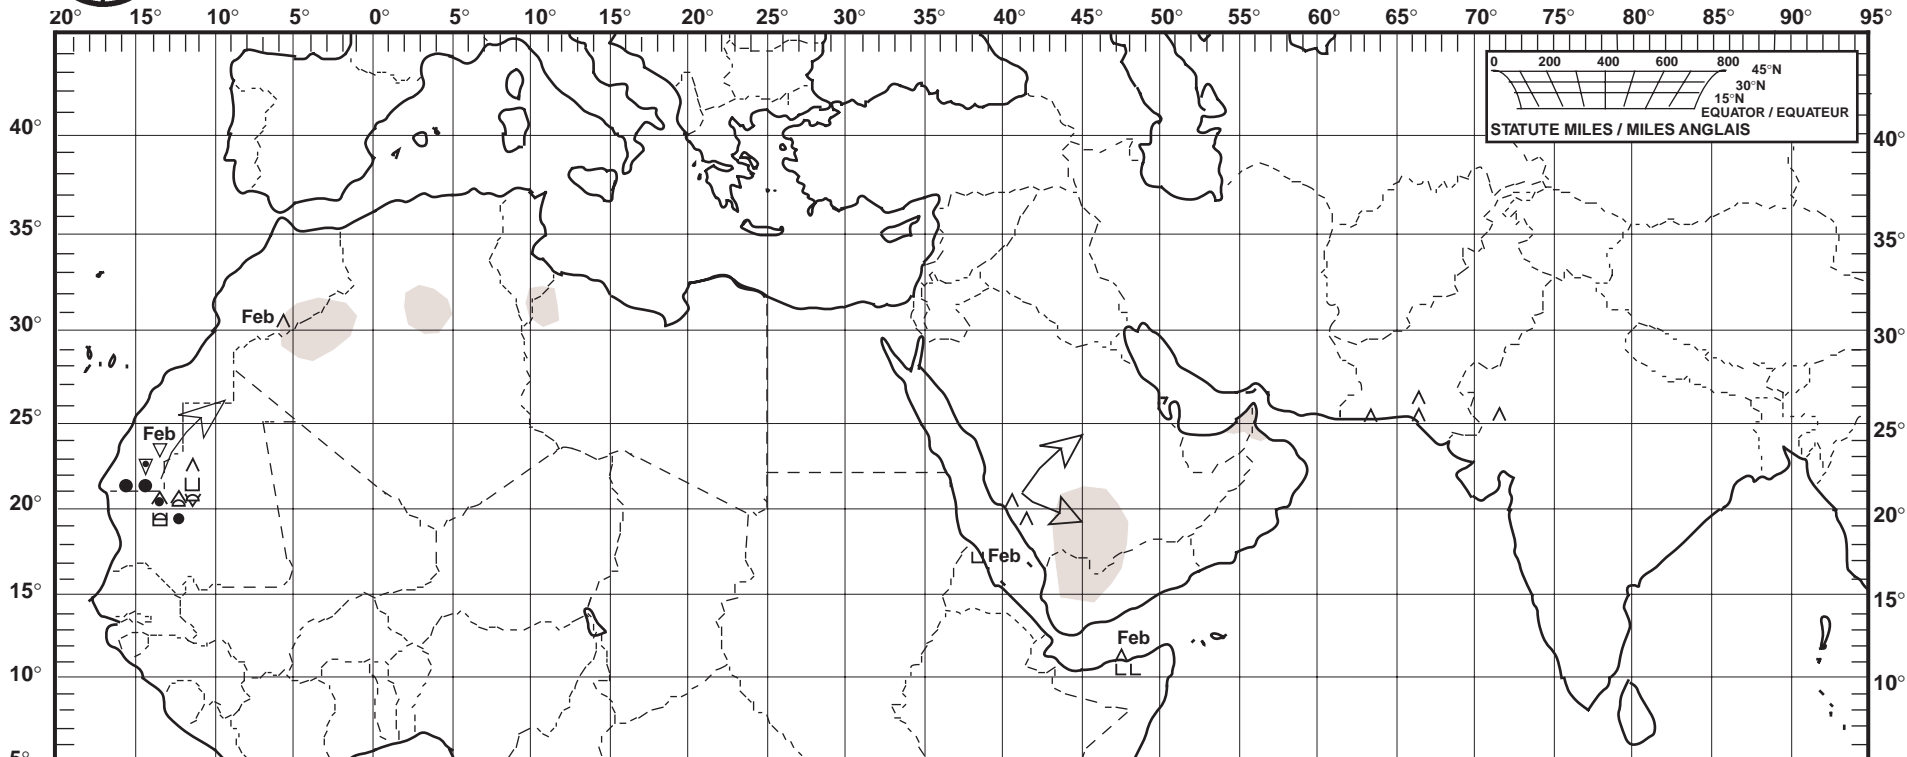 20° 15° 10° 5° 0° 5° 10° 15° 20° 25° 30° 35° 40° 45° 50° 55° 60° 65° 70° 75° 80° 85° 90° 95°
0 200 400 600 800
45°N
30°N
15°N
EQUATOR / EQUATEUR
STATUTE MILES / MILES ANGLAIS
40° 40°
35° 35°
Feb
30° 30°
25° 25°
Feb
20° 20°
Feb
15° 15°
Feb
10° 10°
5°